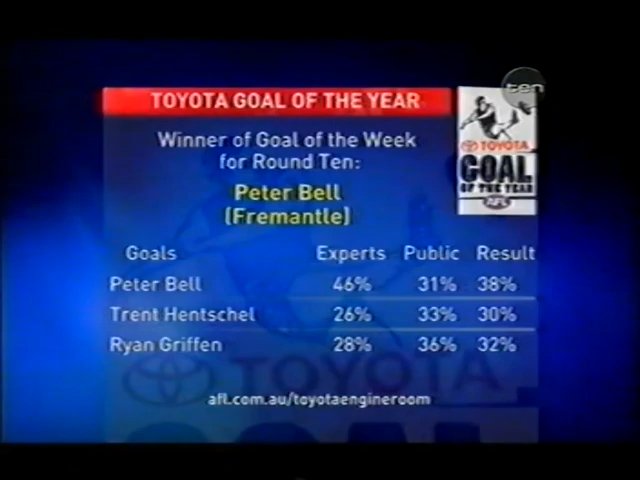 ten
TOYOTA GOAL OF THE YEAR
TOYOTA
GOAL
OF THE YEAR
AFL
Winner of Goal of the Week
for Round Ten:
Peter Bell
(Fremantle)
Goals Experts Public Result
Peter Bell 46% 31% 38%
Trent Hentschel 26% 33% 30%
Ryan Griffen 28% 36% 32%
TOYOTA
afl.com.au/toyotaengineroom
GOAL